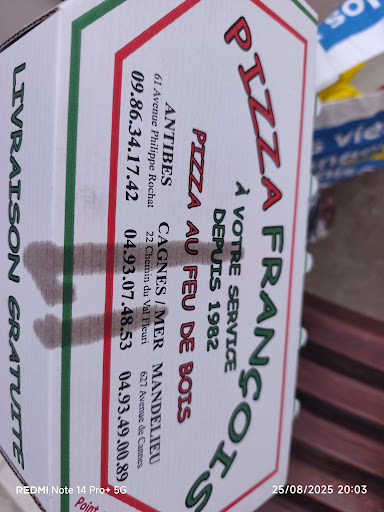 PIZZA FRANÇOIS
À VOTRE SERVICE
DEPUIS 1982
PIZZA AU FEU DE BOIS
ANTIBES
61 Avenue Philippe Rochat
09.86.34.17.42
CAGNES / MER
22 Chemin du Val Fleuri
04.93.07.48.53
MANDELIEU
621 Avenue de Cannes
04.93.49.00.89
LIVRAISON GRATUITE
Point
REDMI Note 14 Pro+ 5G
25/08/2025 20:03